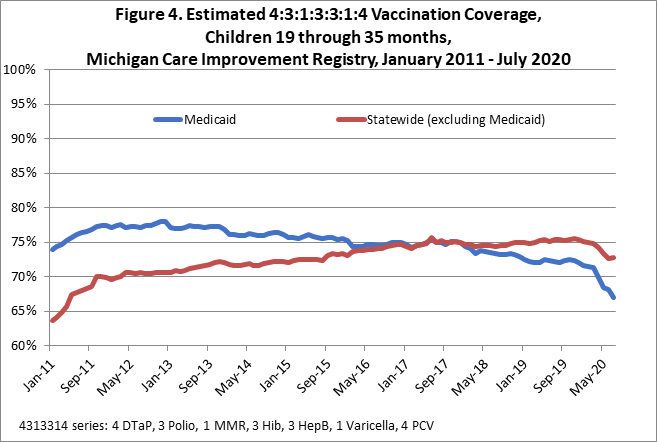 Figure 4. Estimated 4:3:1:3:3:1:4 Vaccination Coverage,
Children 19 through 35 months,
Michigan Care Improvement Registry, January 2011 - July 2020
100%
95%
90%
85%
80%
75%
70%
65%
60%
Medicaid
Statewide (excluding Medicaid)
Jan-11
Sep-11
May-12
Jan-13
Sep-13
May-14
Jan-15
Sep-15
May-16
Jan-17
Sep-17
May-18
Jan-19
Sep-19
May-20
4313314 series: 4 DTaP, 3 Polio, 1 MMR, 3 Hib, 3 HepB, 1 Varicella, 4 PCV